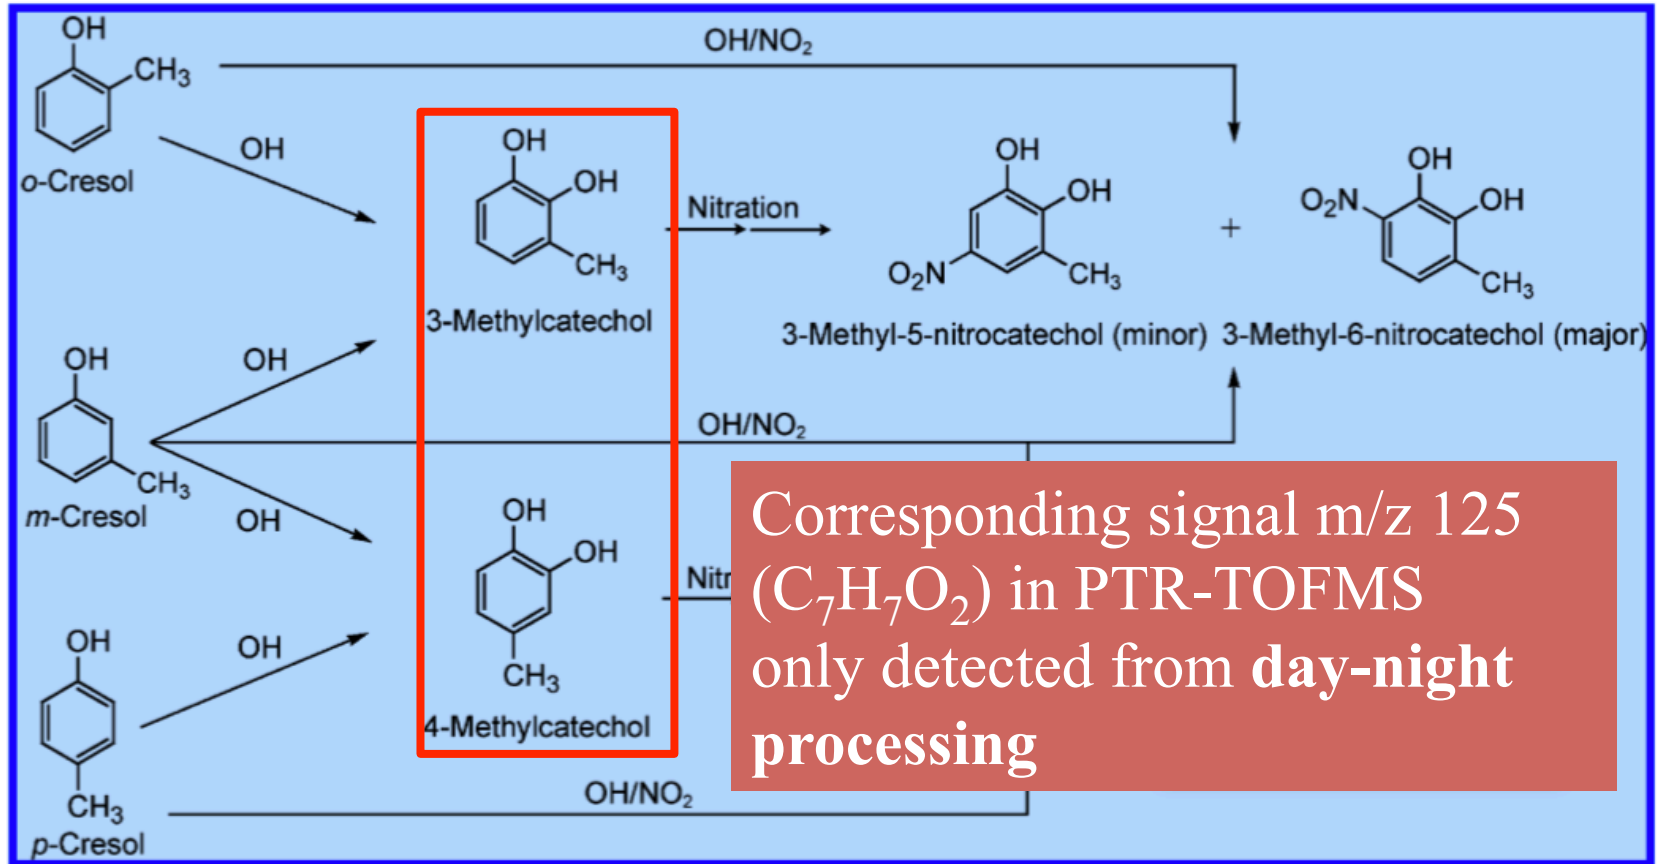 OH
CH₃
o-Cresol
OH/NO₂
OH
OH
OH
CH₃
3-Methylcatechol
Nitration
OH
OH
O₂N
CH₃
3-Methyl-5-nitrocatechol (minor)
+
OH
O₂N
OH
CH₃
3-Methyl-6-nitrocatechol (major)
OH
CH₃
m-Cresol
OH
OH/NO₂
OH
OH
OH
CH₃
4-Methylcatechol
Nitr
Corresponding signal m/z 125
(C₇H₇O₂) in PTR-TOFMS
only detected from day-night
processing
OH
CH₃
p-Cresol
OH
OH/NO₂